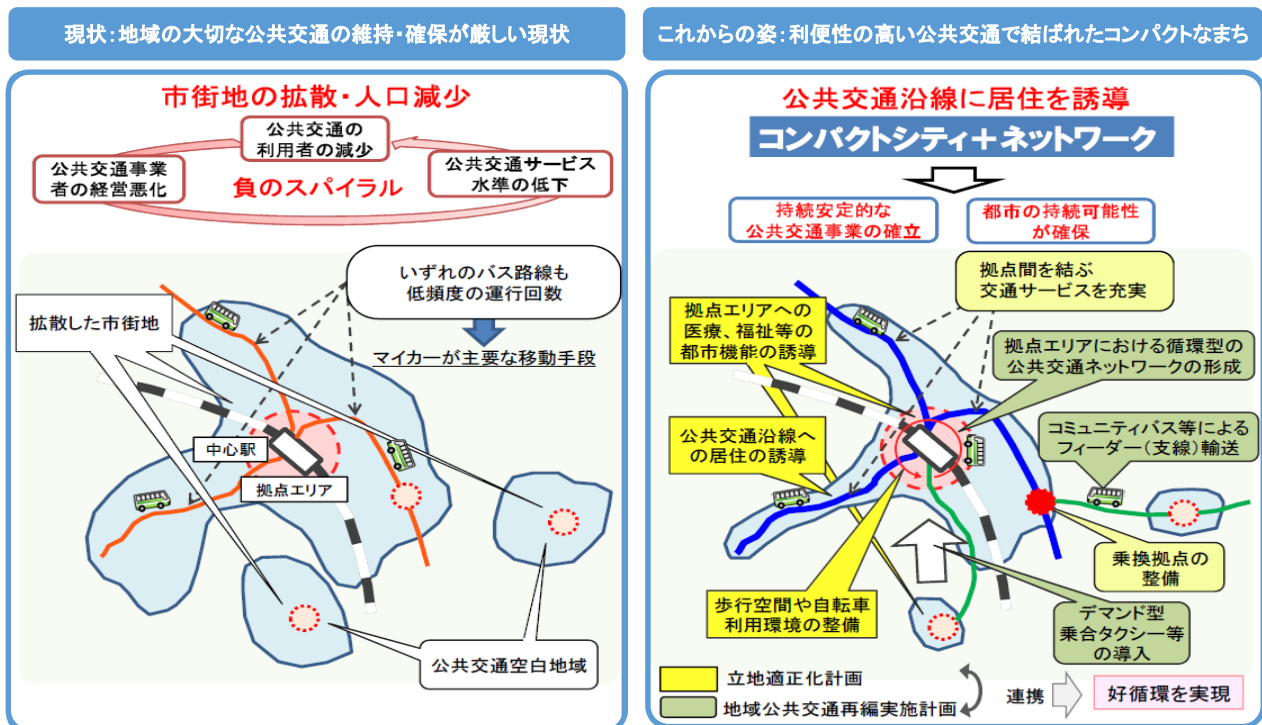 現状：地域の大切な公共交通の維持・確保が厳しい現状
市街地の拡散・人口減少
公共交通の
利用者の減少
公共交通事業
者の経営悪化
公共交通サービス
水準の低下
負のスパイラル
いずれのバス路線も
低頻度の運行回数
拡散した市街地
マイカーが主要な移動手段
中心駅
拠点エリア
公共交通空白地域
これからの姿：利便性の高い公共交通で結ばれたコンパクトなまち
公共交通沿線に居住を誘導
コンパクトシティ＋ネットワーク
持続安定的な
公共交通事業の確立
都市の持続可能性
が確保
拠点間を結ぶ
交通サービスを充実
拠点エリアへの
医療、福祉等の
都市機能の誘導
拠点エリアにおける循環型の
公共交通ネットワークの形成
公共交通沿線へ
の居住の誘導
コミュニティバス等による
フィーダー（支線）輸送
乗換拠点の
整備
歩行空間や自転車
利用環境の整備
デマンド型
乗合タクシー等
の導入
立地適正化計画
地域公共交通再編実施計画
連携
好循環を実現